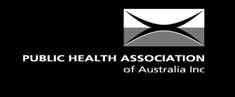 PUBLIC HEALTH ASSOCIATION
of Australia Inc